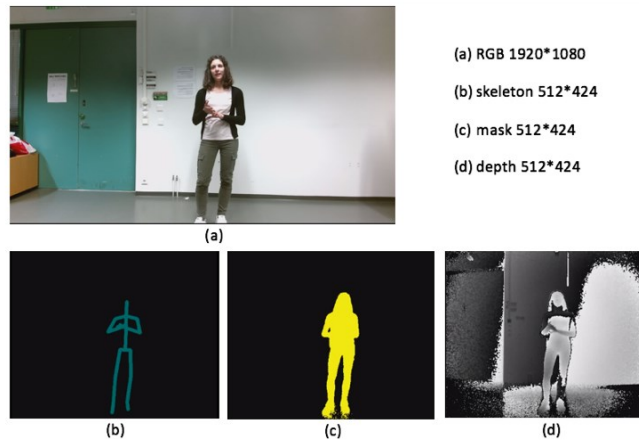 (a) RGB 1920*1080
(b) skeleton 512*424
(c) mask 512*424
(d) depth 512*424
(a)
(b)
(c)
(d)